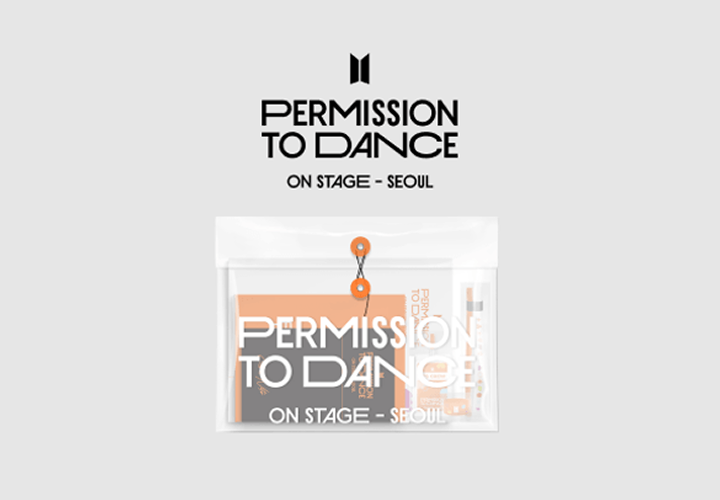 PERMISSION
TO DANCE
ON STAGE - SEOUL
PERMISSION
TO DANCE
ON STAGE - SEOUL